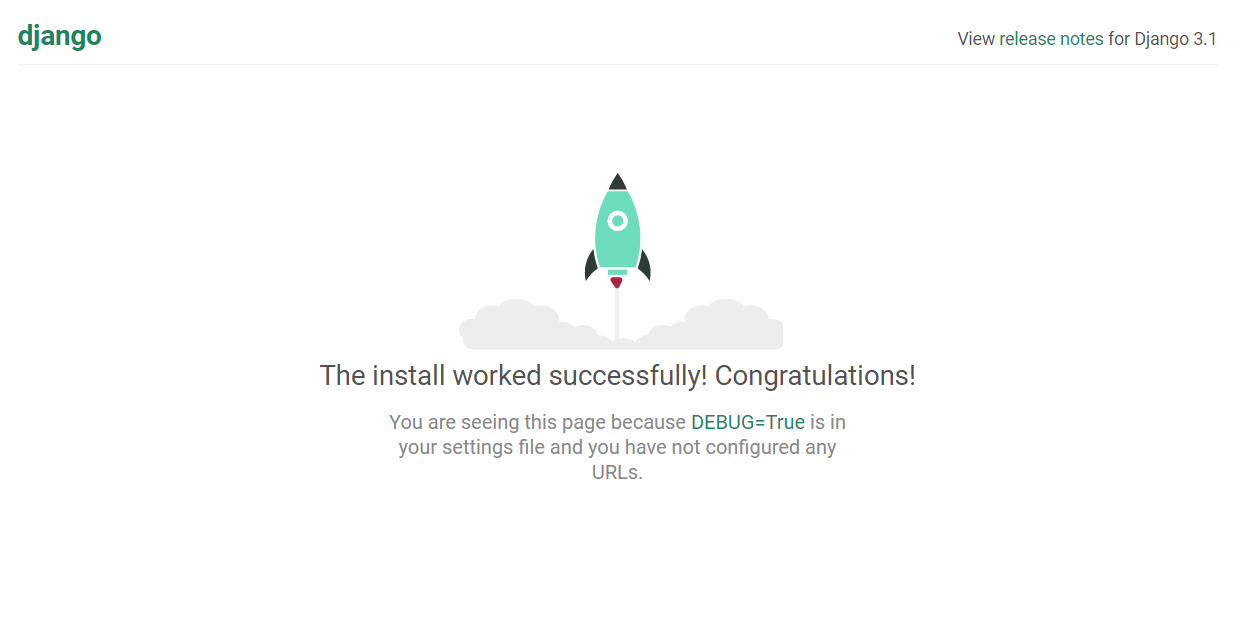 django
View release notes for Django 3.1
The install worked successfully! Congratulations!
You are seeing this page because DEBUG=True is in
your settings file and you have not configured any
URLs.